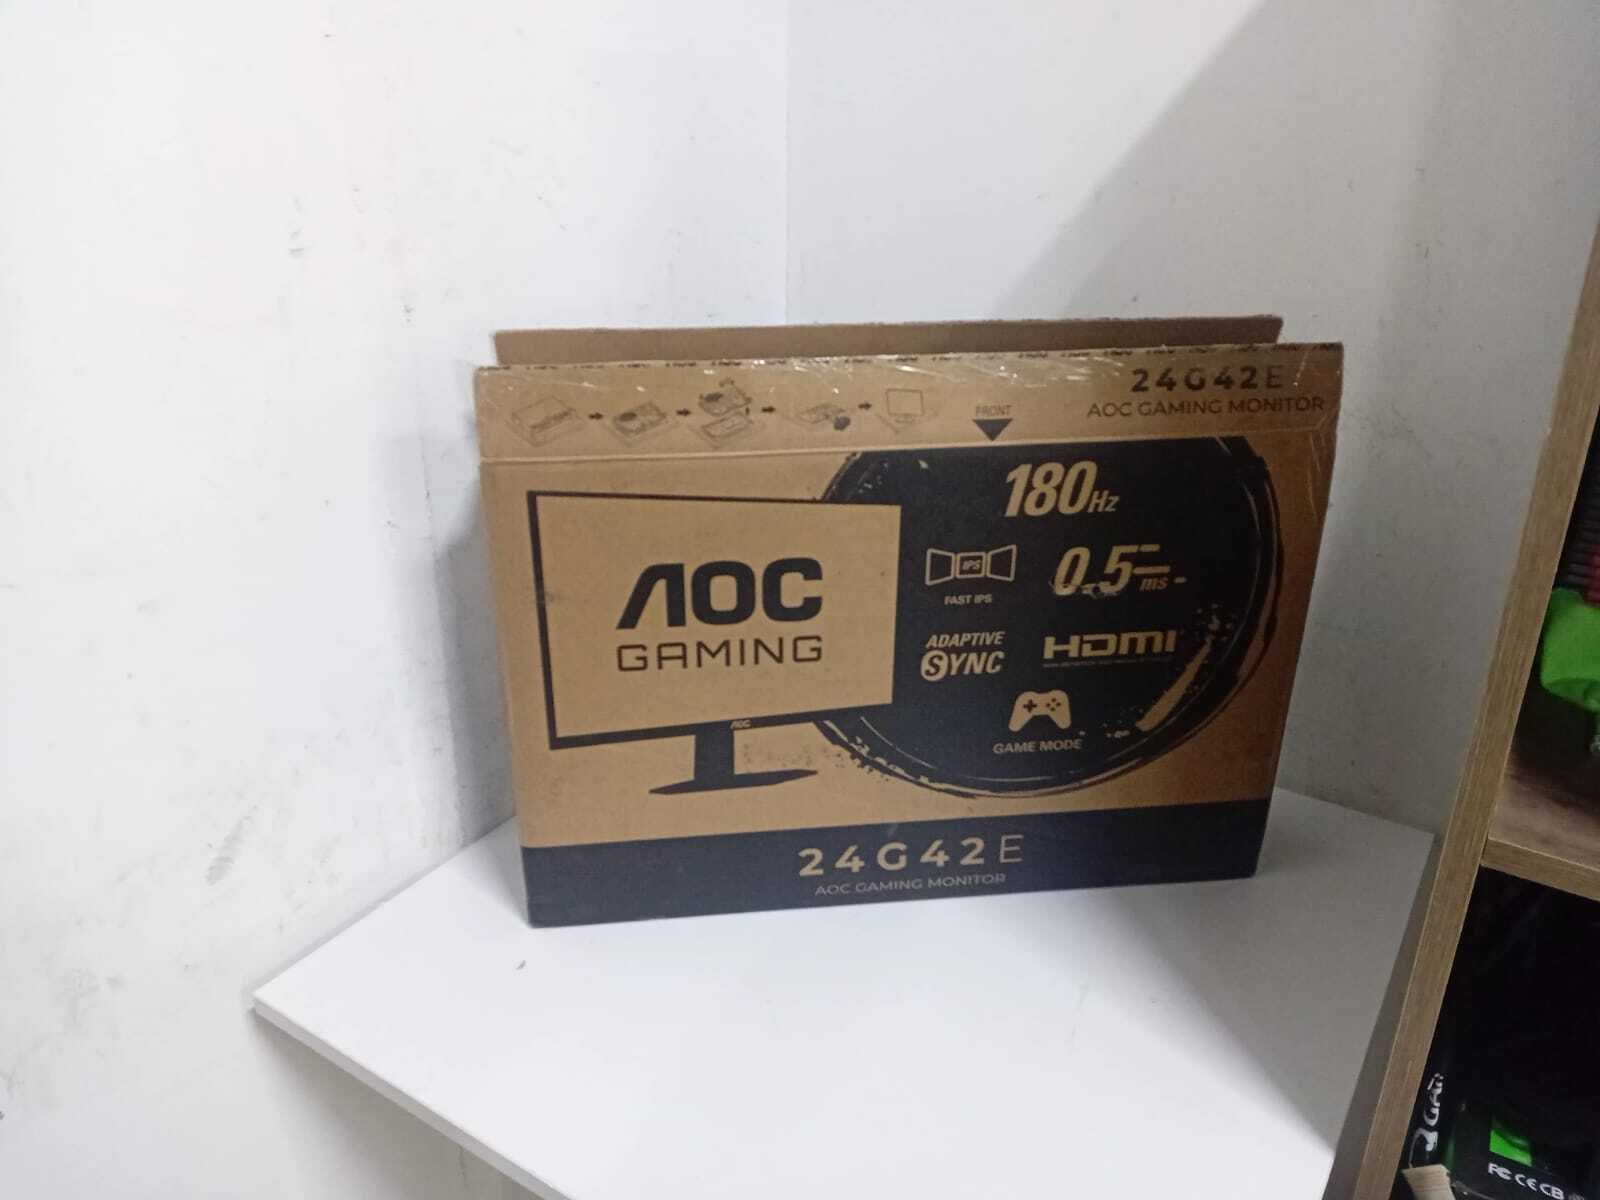 24G42E
AOC GAMING MONITOR
FRONT
180Hz
IPS
FAST IPS
0.5ms
AOC
GAMING
ADAPTIVE
SYNC
HDMI
AOC
GAME MODE
24G42E
AOC GAMING MONITOR